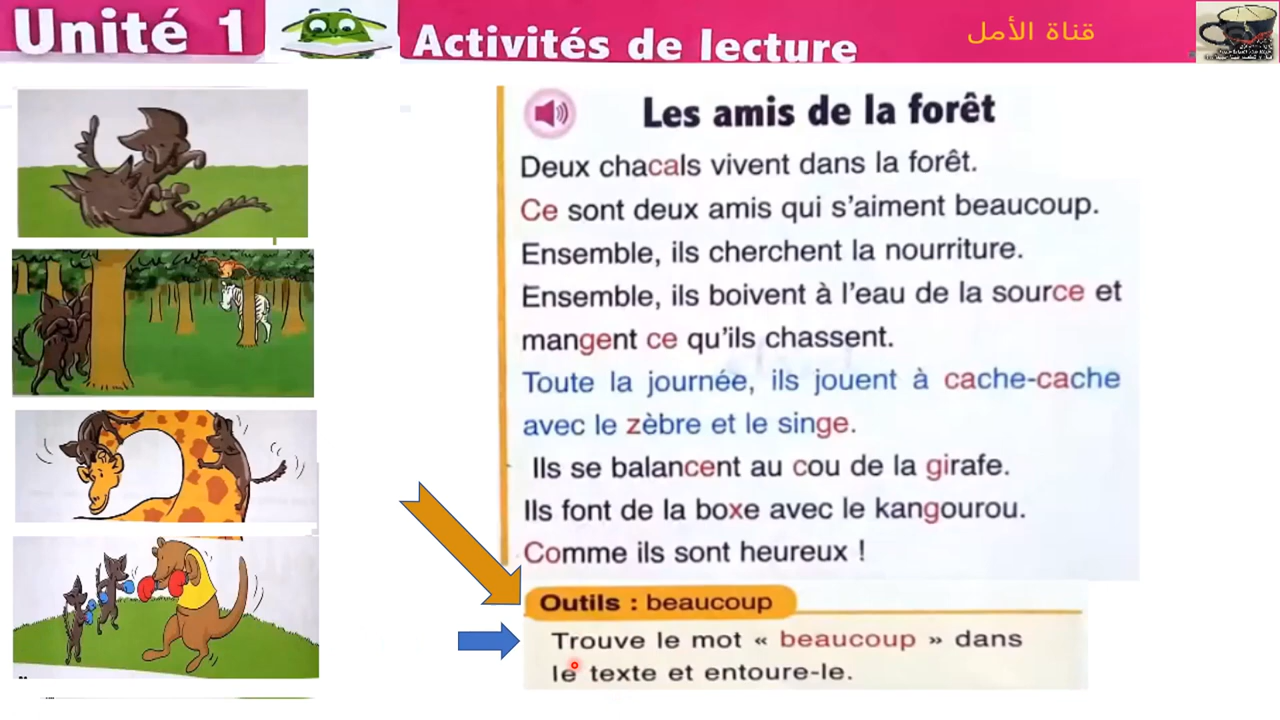 Unité 1
Activités de lecture
قناة الأمل
Les amis de la forêt
Deux chacals vivent dans la forêt.
Ce sont deux amis qui s'aiment beaucoup.
Ensemble, ils cherchent la nourriture.
Ensemble, ils boivent à l'eau de la source et
mangent ce qu'ils chassent.
Toute la journée, ils jouent à cache-cache
avec le zèbre et le singe.
Ils se balancent au cou de la girafe.
Ils font de la boxe avec le kangourou.
Comme ils sont heureux !
Outils : beaucoup
Trouve le mot « beaucoup » dans
le texte et entoure-le.